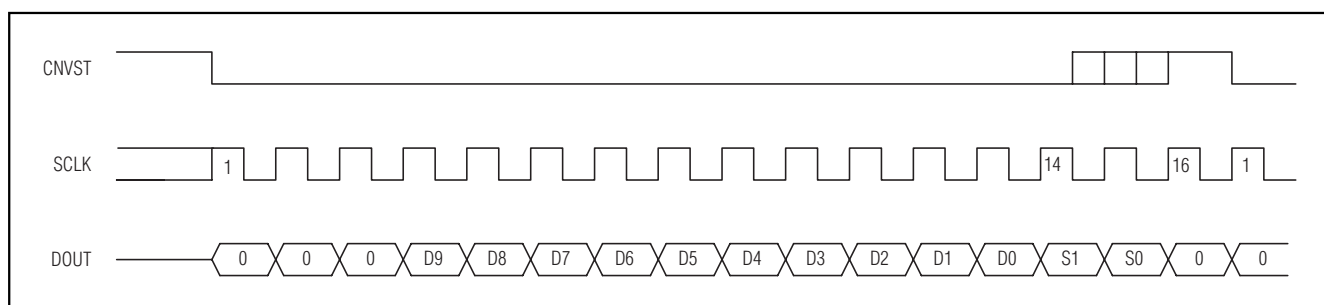 CNVST
SCLK 1 14 16 1
DOUT 0 0 0 D9 D8 D7 D6 D5 D4 D3 D2 D1 D0 S1 S0 0 0